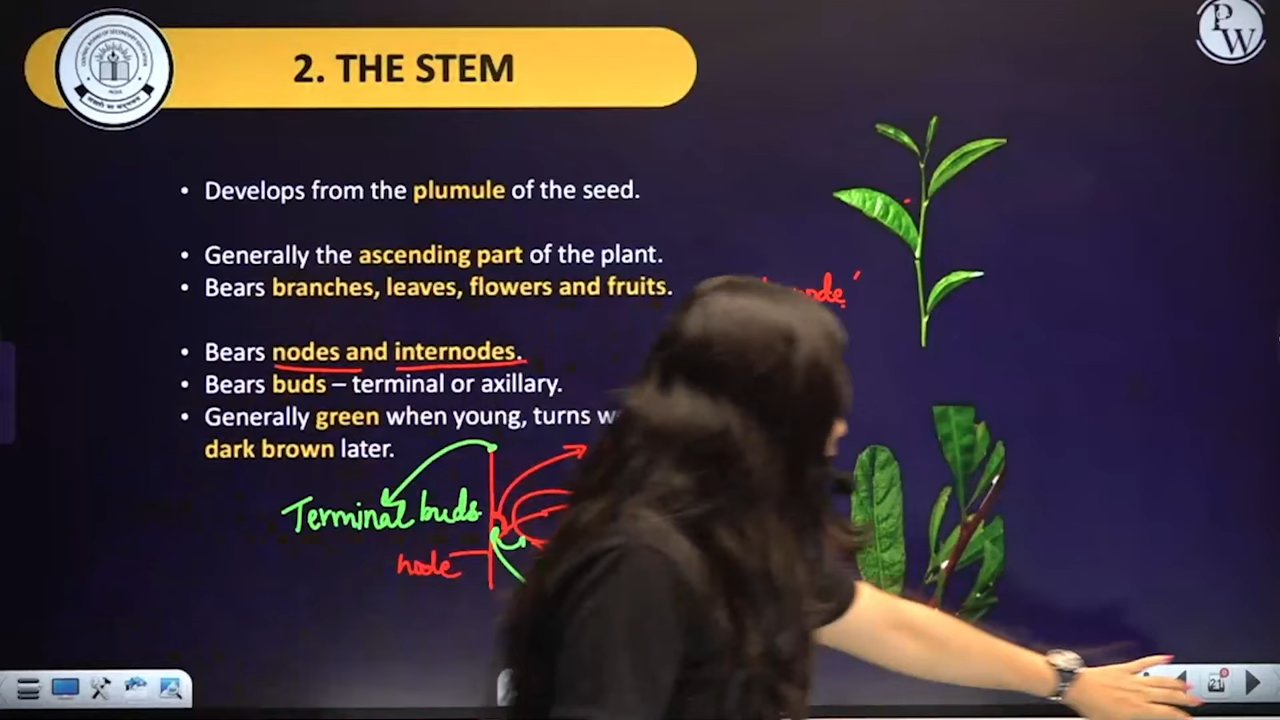 2. THE STEM
PW
• Develops from the plumule of the seed.
• Generally the ascending part of the plant.
• Bears branches, leaves, flowers and fruits.
• Bears nodes and internodes.
• Bears buds – terminal or axillary.
• Generally green when young, turns
dark brown later.
Terminal buds
node
21